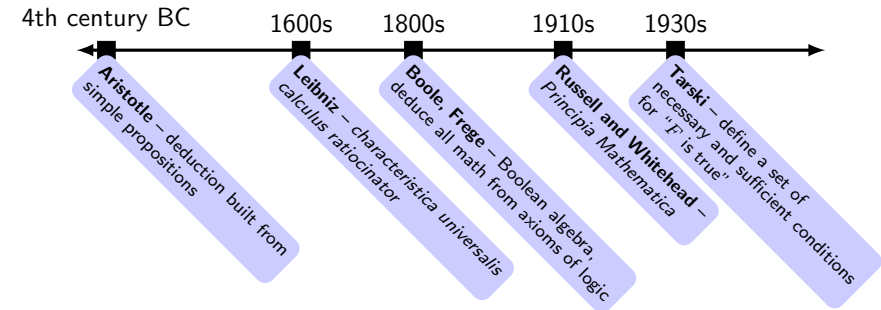 4th century BC
1600s
1800s
1910s
1930s
Aristotle – deduction built from
simple propositions
Leibniz – characteristica universalis
calculus ratiocinator
Boole, Frege – Boolean algebra,
deduce all math from axioms of logic
Russell and Whitehead –
Principia Mathematica
Tarski – define a set of
necessary and sufficient conditions
for “F is true”